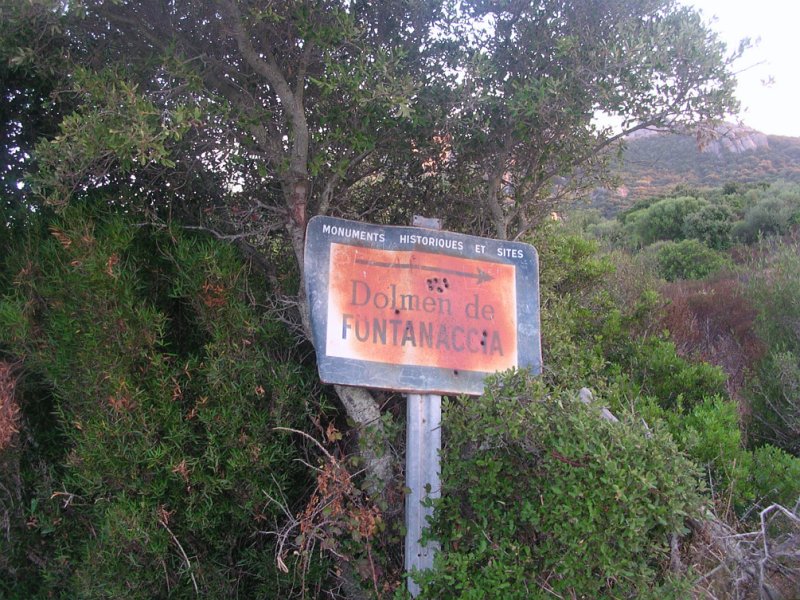 MONUMENTS HISTORIQUES ET SITES
Dolmen de
FUNTANACCIA